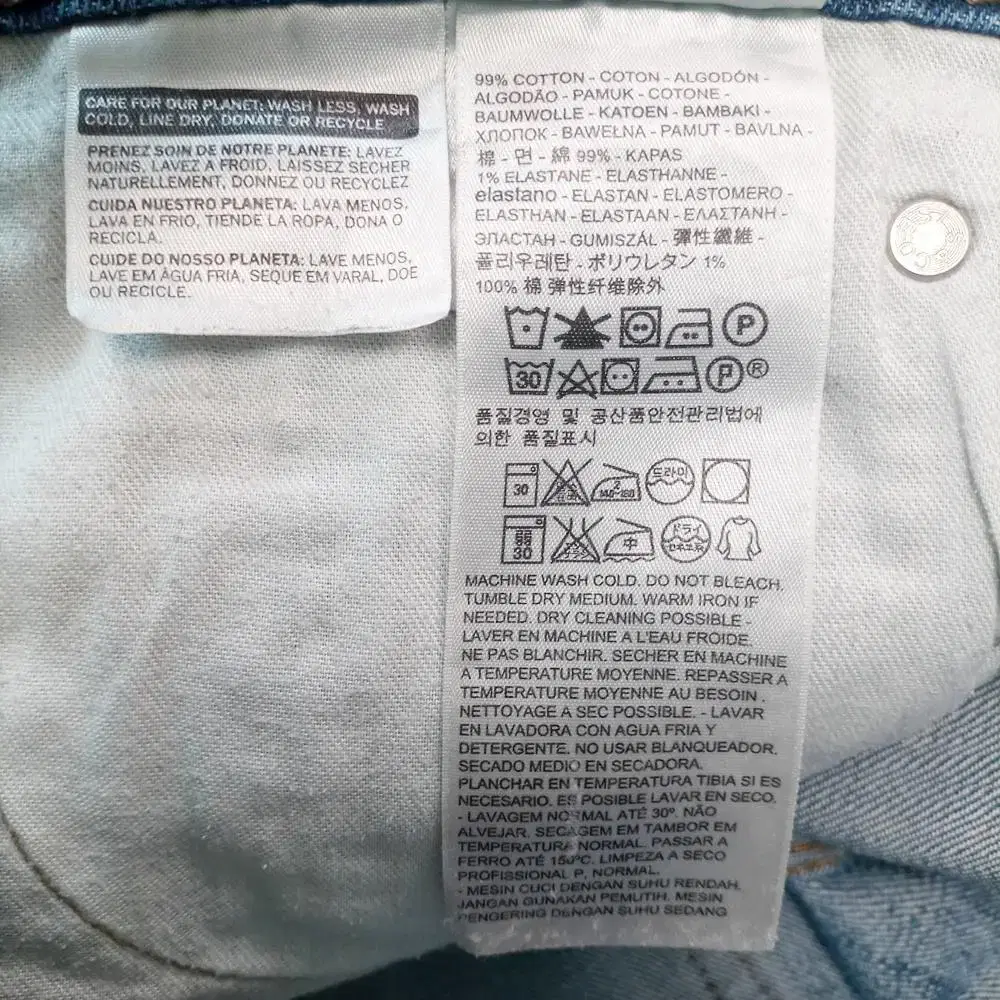 CARE FOR OUR PLANET: WASH LESS, WASH
COLD, LINE DRY, DONATE OR RECYCLE
PRENEZ SOIN DE NOTRE PLANETE: LAVEZ
MOINS, LAVEZ A FROID, LAISSEZ SECHER
NATURELLEMENT, DONNEZ OU RECYCLEZ
CUIDA NUESTRO PLANETA: LAVA MENOS,
LAVA EN FRIO, TIENDE LA ROPA, DONA O
RECICLA.
CUIDE DO NOSSO PLANETA: LAVE MENOS,
LAVE EM ÁGUA FRIA, SEQUE EM VARAL, DOE
OU RECICLE.
99% COTTON - COTON - ALGODÓN -
ALGODÃO - PAMUK - COTONE -
BAUMWOLLE - KATOEN - BAMBAKI -
ХЛОПОК - BAWEŁNA - PAMUT - BAVLNA -
棉 - 면 - 綿 99% - KAPAS
1% ELASTANE - ELASTHANNE -
elastano - ELASTAN - ELASTOMERO -
ELASTHAN - ELASTAAN - ΕΛΑΣΤΑΝΗ -
ЭЛАСТАН - GUMISZÁL - 彈性纖維 -
폴리우레탄 - ポリウレタン 1%
100% 棉 弹性纤维除外
P
30 P ®
품질경영 및 공산품안전관리법에
의한 품질표시
30 2 140~160 드라이
弱 30 中 ドライ セキユ系
MACHINE WASH COLD. DO NOT BLEACH.
TUMBLE DRY MEDIUM. WARM IRON IF
NEEDED. DRY CLEANING POSSIBLE -
LAVER EN MACHINE A L'EAU FROIDE.
NE PAS BLANCHIR. SECHER EN MACHINE
A TEMPERATURE MOYENNE. REPASSER A
TEMPERATURE MOYENNE AU BESOIN.
NETTOYAGE A SEC POSSIBLE. - LAVAR
EN LAVADORA CON AGUA FRIA Y
DETERGENTE. NO USAR BLANQUEADOR.
SECADO MEDIO EN SECADORA.
PLANCHAR EN TEMPERATURA TIBIA SI ES
NECESARIO. ES POSIBLE LAVAR EN SECO.
- LAVAGEM NORMAL ATÉ 30º. NÃO
ALVEJAR. SECAGEM EM TAMBOR EM
TEMPERATURA NORMAL. PASSAR A
FERRO ATÉ 150ºC. LIMPEZA A SECO
PROFISSIONAL P, NORMAL.
- MESIN CUCI DENGAN SUHU RENDAH.
JANGAN GUNAKAN PEMUTIH. MESIN
PENGERING DENGAN SUHU SEDANG